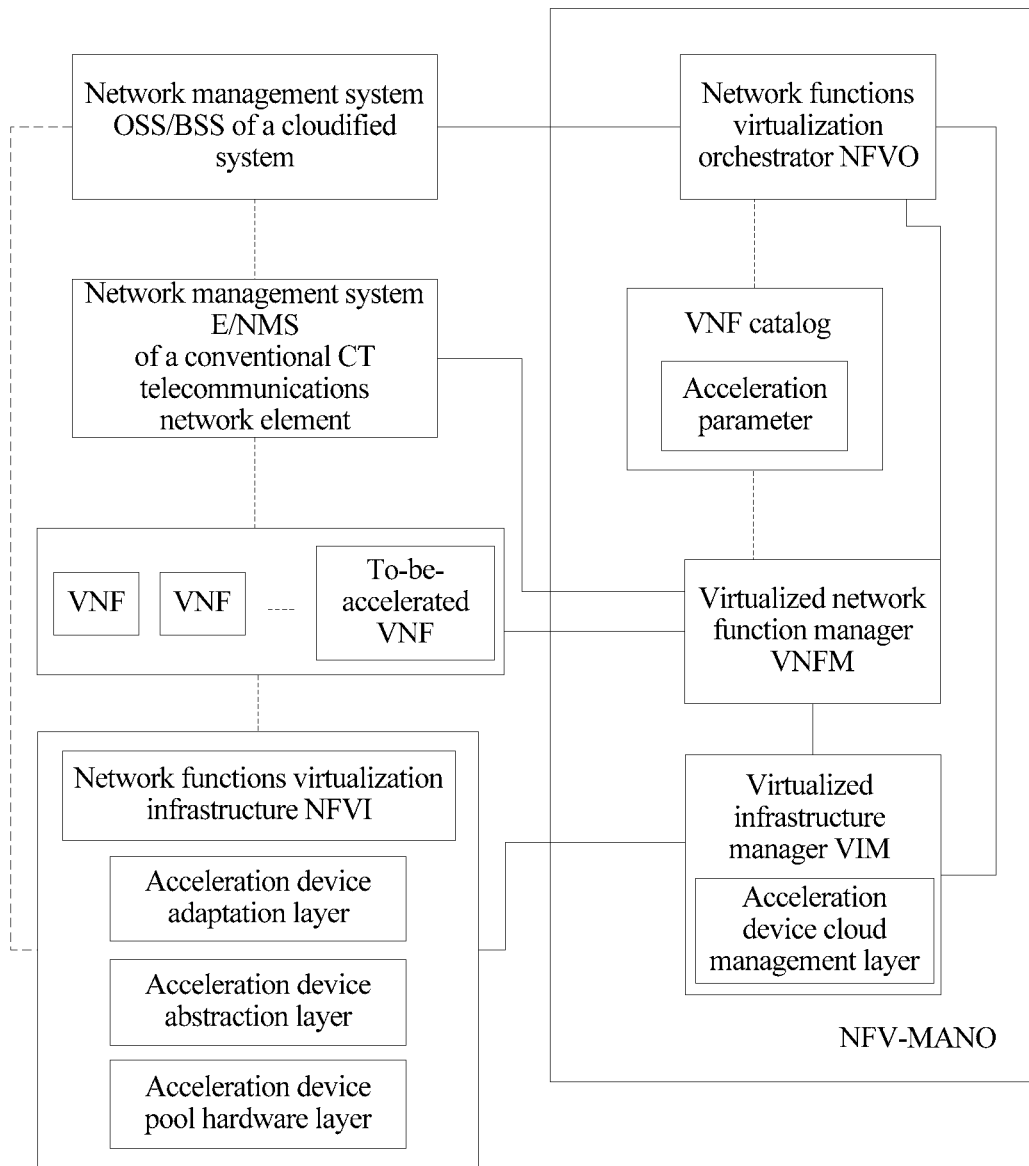 Network management system
OSS/BSS of a cloudified
system
Network functions
virtualization
orchestrator NFVO
Network management system
E/NMS
of a conventional CT
telecommunications
network element
VNF catalog
Acceleration
parameter
VNF
VNF
To-be-
accelerated
VNF
Virtualized network
function manager
VNFM
Network functions virtualization
infrastructure NFVI
Acceleration device
adaptation layer
Acceleration device
abstraction layer
Acceleration device
pool hardware layer
Virtualized
infrastructure
manager VIM
Acceleration
device cloud
management layer
NFV-MANO